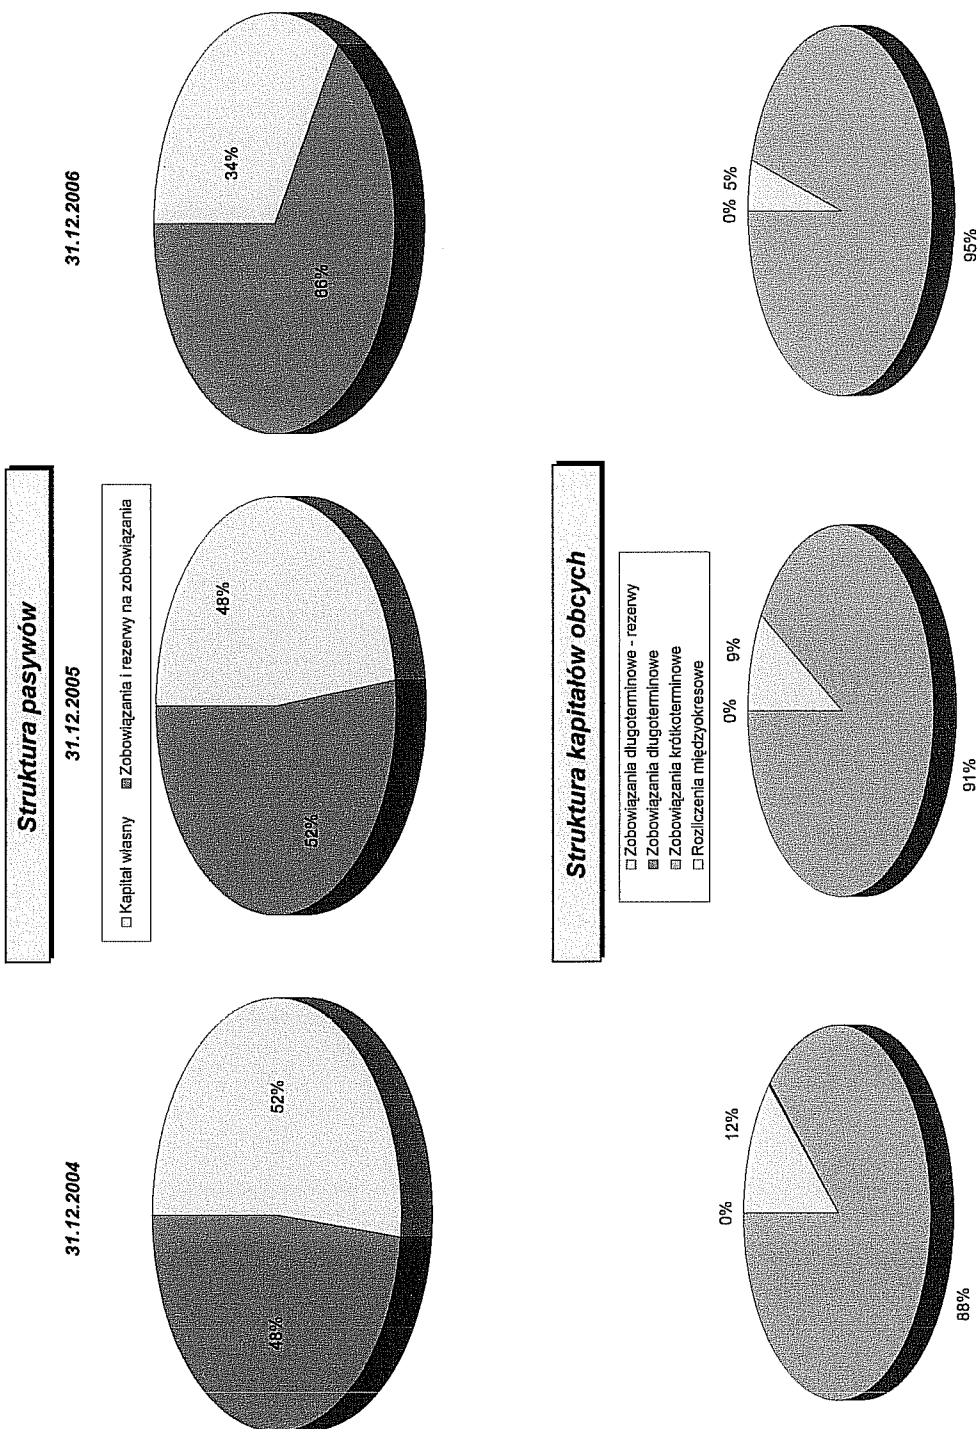 Struktura pasywów
31.12.2004 31.12.2005 31.12.2006
Kapitał własny Zobowiązania i rezerwy na zobowiązania
48% 52%
52% 48%
66% 34%
Struktura kapitałów obcych
Zobowiązania długoterminowe - rezerwy
Zobowiązania długoterminowe
Zobowiązania krótkoterminowe
Rozliczenia międzyokresowe
0% 12%
88%
0% 9%
91%
0% 5%
95%